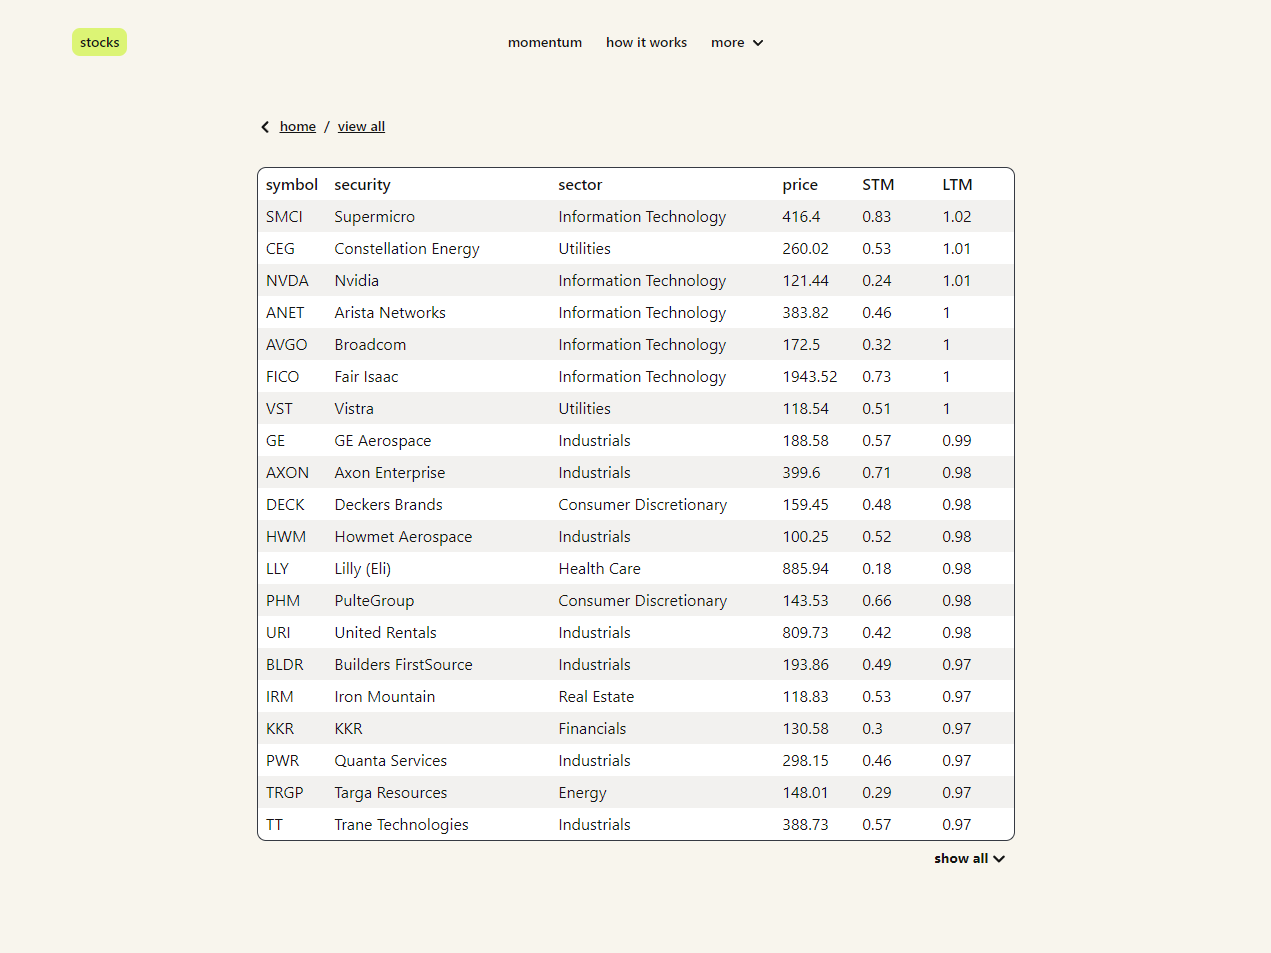 stocks momentum how it works more
home / view all
symbol security sector price STM LTM
SMCI Supermicro Information Technology 416.4 0.83 1.02
CEG Constellation Energy Utilities 260.02 0.53 1.01
NVDA Nvidia Information Technology 121.44 0.24 1.01
ANET Arista Networks Information Technology 383.82 0.46 1
AVGO Broadcom Information Technology 172.5 0.32 1
FICO Fair Isaac Information Technology 1943.52 0.73 1
VST Vistra Utilities 118.54 0.51 1
GE GE Aerospace Industrials 188.58 0.57 0.99
AXON Axon Enterprise Industrials 399.6 0.71 0.98
DECK Deckers Brands Consumer Discretionary 159.45 0.48 0.98
HWM Howmet Aerospace Industrials 100.25 0.52 0.98
LLY Lilly (Eli) Health Care 885.94 0.18 0.98
PHM PulteGroup Consumer Discretionary 143.53 0.66 0.98
URI United Rentals Industrials 809.73 0.42 0.98
BLDR Builders FirstSource Industrials 193.86 0.49 0.97
IRM Iron Mountain Real Estate 118.83 0.53 0.97
KKR KKR Financials 130.58 0.3 0.97
PWR Quanta Services Industrials 298.15 0.46 0.97
TRGP Targa Resources Energy 148.01 0.29 0.97
TT Trane Technologies Industrials 388.73 0.57 0.97
show all